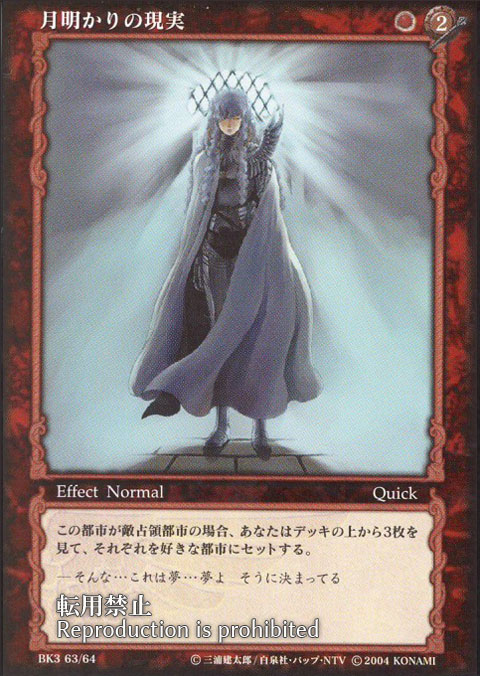 月明かりの現実
2
Effect Normal Quick
この都市が敵占領都市の場合、あなたはデッキの上から3枚を
見て、それぞれを好きな都市にセットする。
―そんな…これは夢…夢よ そうに決まってる
転用禁止
Reproduction is prohibited
BK3 63/64 © 三浦建太郎/白泉社・バップ・NTV © 2004 KONAMI